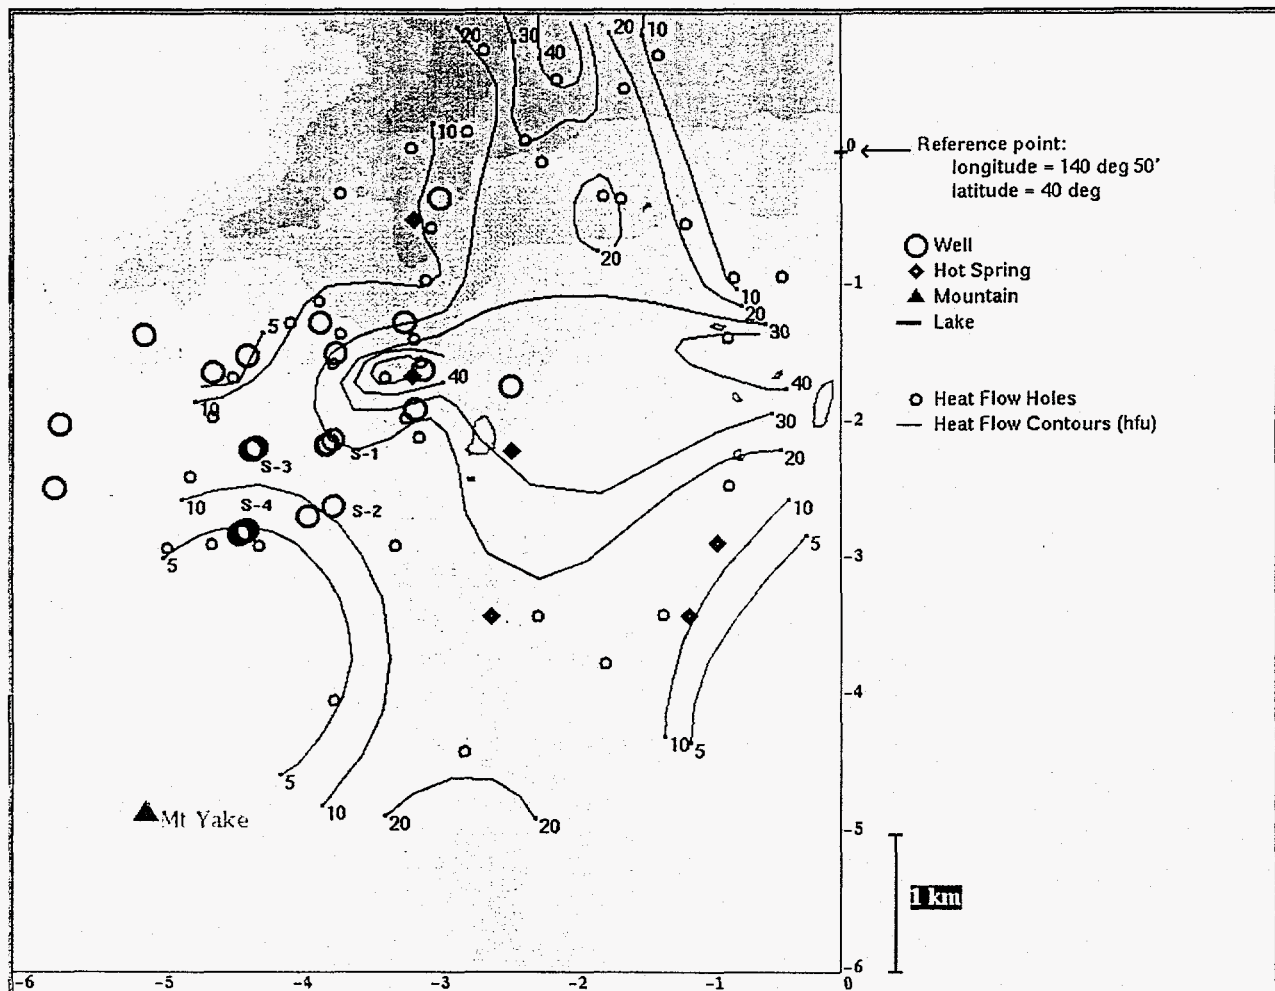 20
30
40
20
10
10
0
Reference point:
longitude = 140 deg 50'
latitude = 40 deg
Well
Hot Spring
Mountain
Lake
Heat Flow Holes
Heat Flow Contours (hfu)
20
-1
10
20
30
5
40
40
10
-2
30
20
S-1
S-3
10
S-4
S-2
10
5
5
-3
-4
10
5
5
10
20
20
Mt Yake
-5
1 km
-6
-6
-5
-4
-3
-2
-1
0